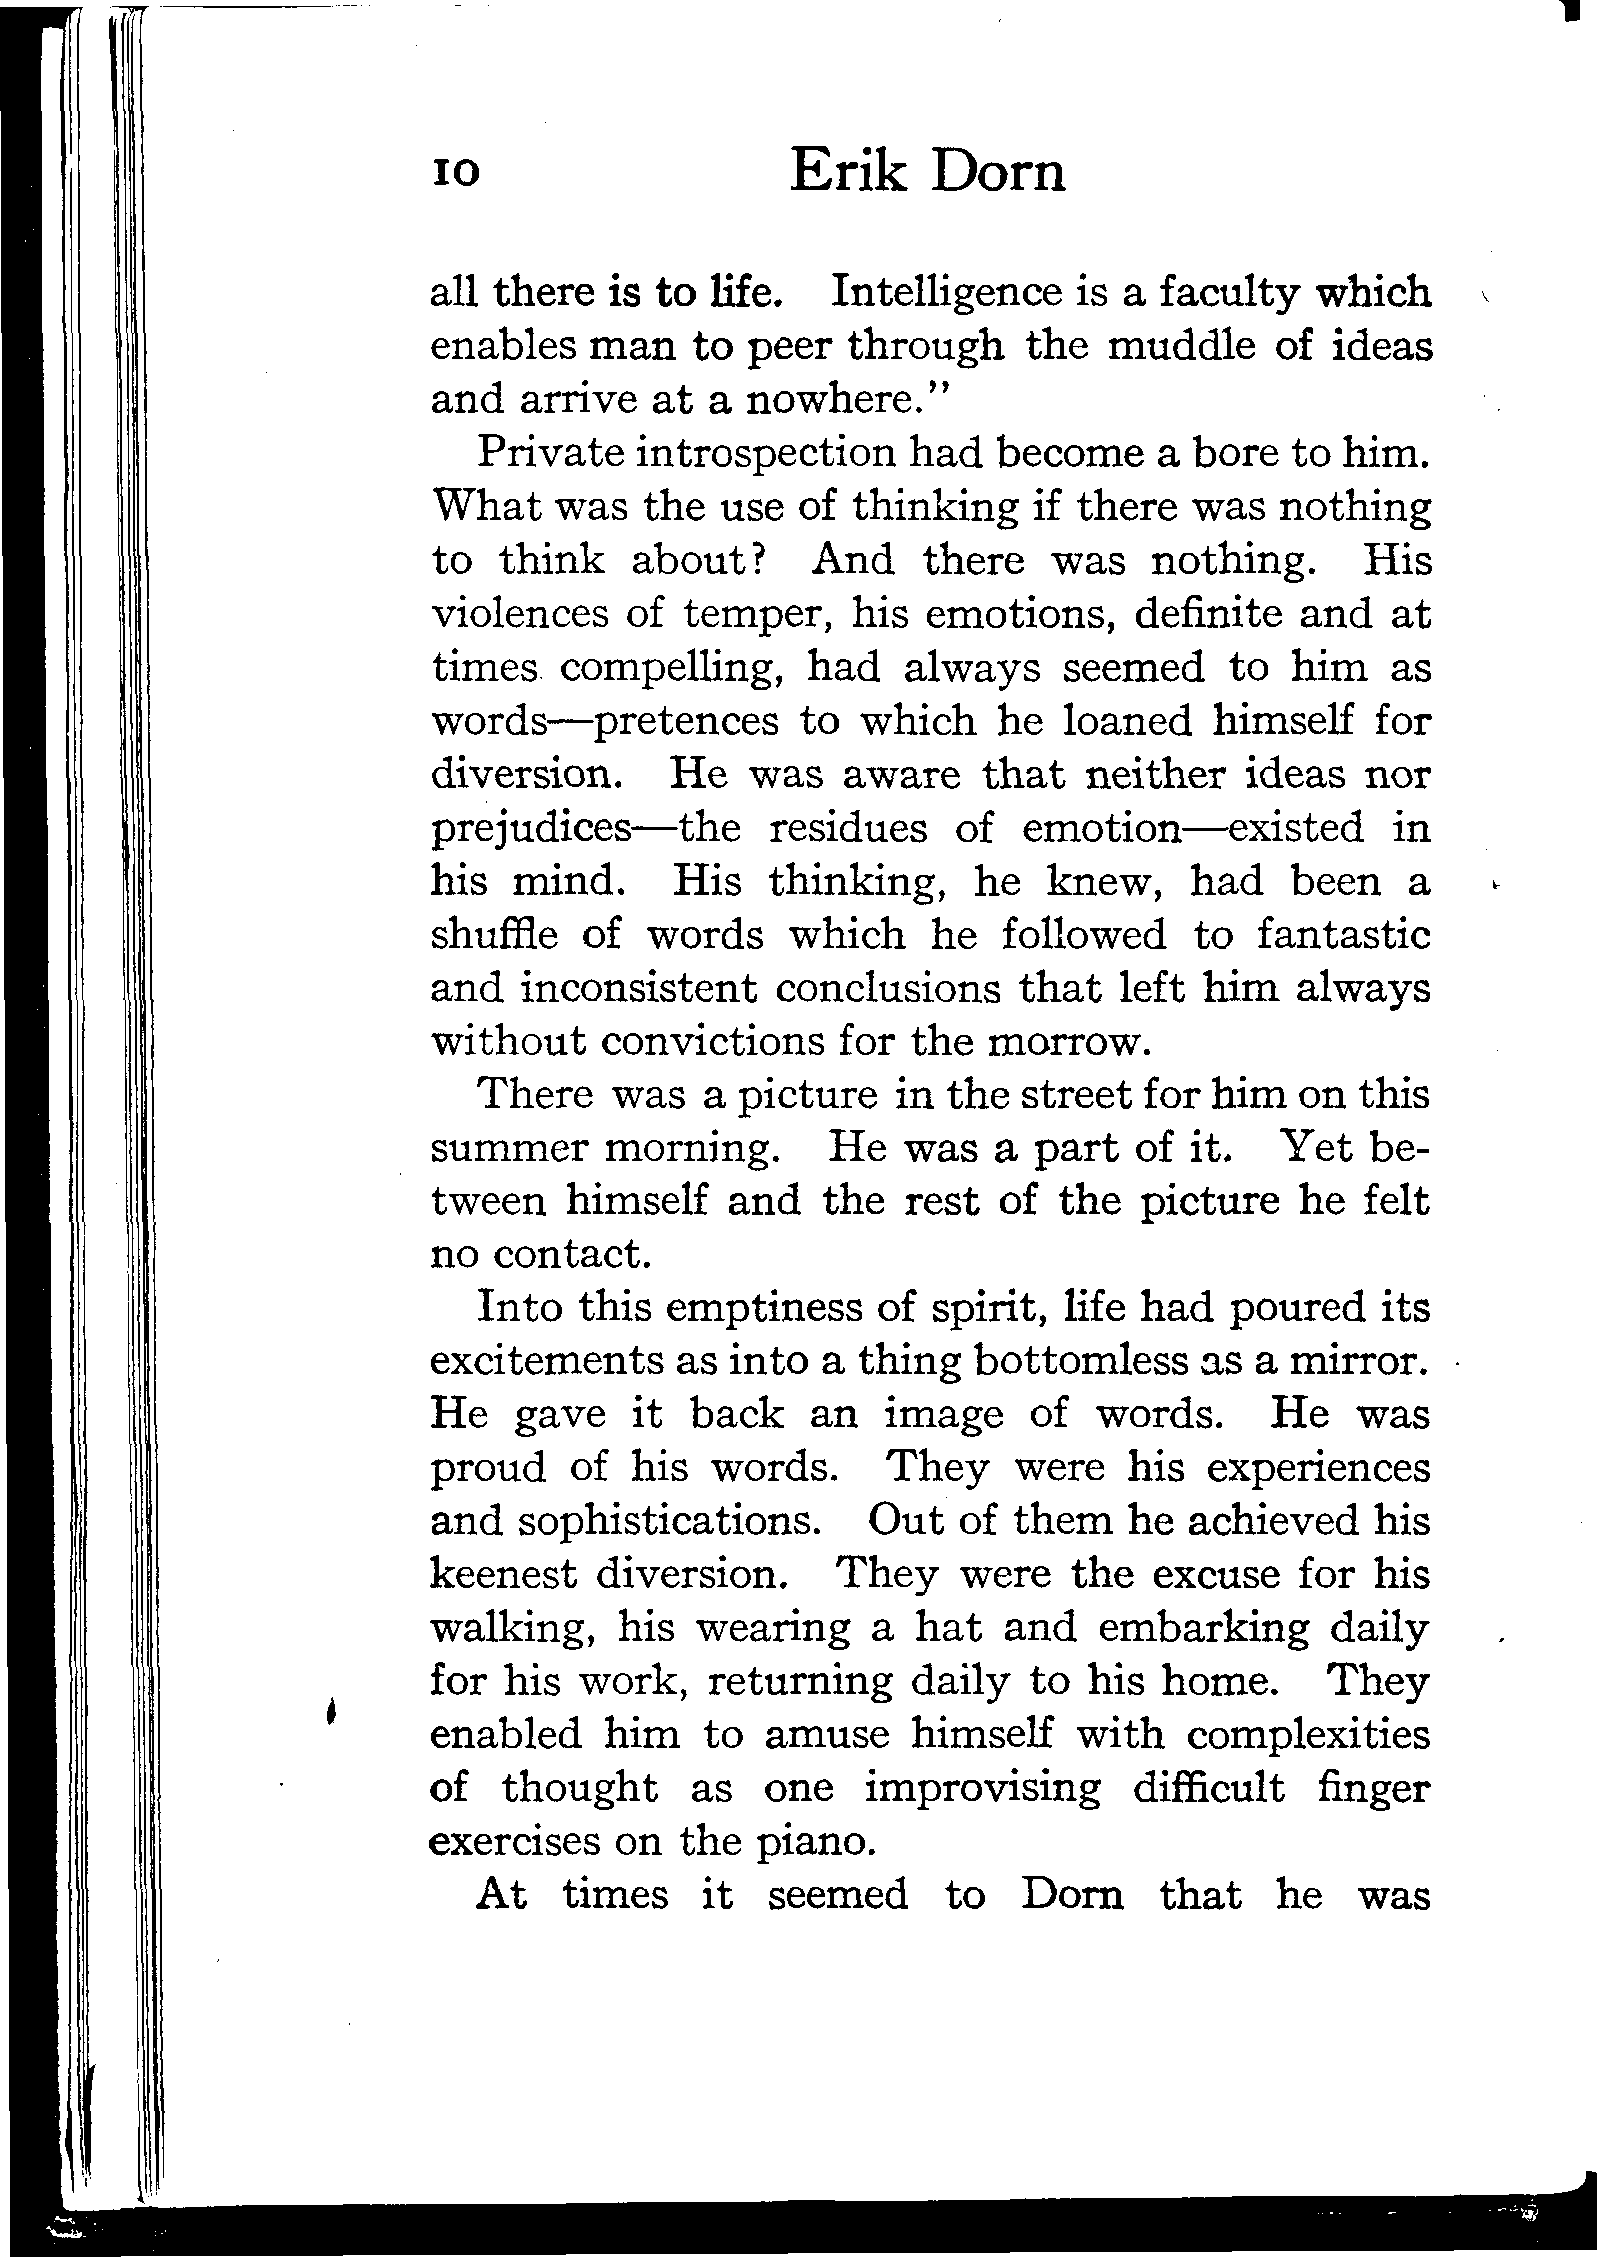 10 Erik Dorn
all there is to life. Intelligence is a faculty which
enables man to peer through the muddle of ideas
and arrive at a nowhere."
Private introspection had become a bore to him.
What was the use of thinking if there was nothing
to think about? And there was nothing. His
violences of temper, his emotions, definite and at
times compelling, had always seemed to him as
words—pretences to which he loaned himself for
diversion. He was aware that neither ideas nor
prejudices—the residues of emotion—existed in
his mind. His thinking, he knew, had been a
shuffle of words which he followed to fantastic
and inconsistent conclusions that left him always
without convictions for the morrow.
There was a picture in the street for him on this
summer morning. He was a part of it. Yet be-
tween himself and the rest of the picture he felt
no contact.
Into this emptiness of spirit, life had poured its
excitements as into a thing bottomless as a mirror.
He gave it back an image of words. He was
proud of his words. They were his experiences
and sophistications. Out of them he achieved his
keenest diversion. They were the excuse for his
walking, his wearing a hat and embarking daily
for his work, returning daily to his home. They
enabled him to amuse himself with complexities
of thought as one improvising difficult finger
exercises on the piano.
At times it seemed to Dorn that he was